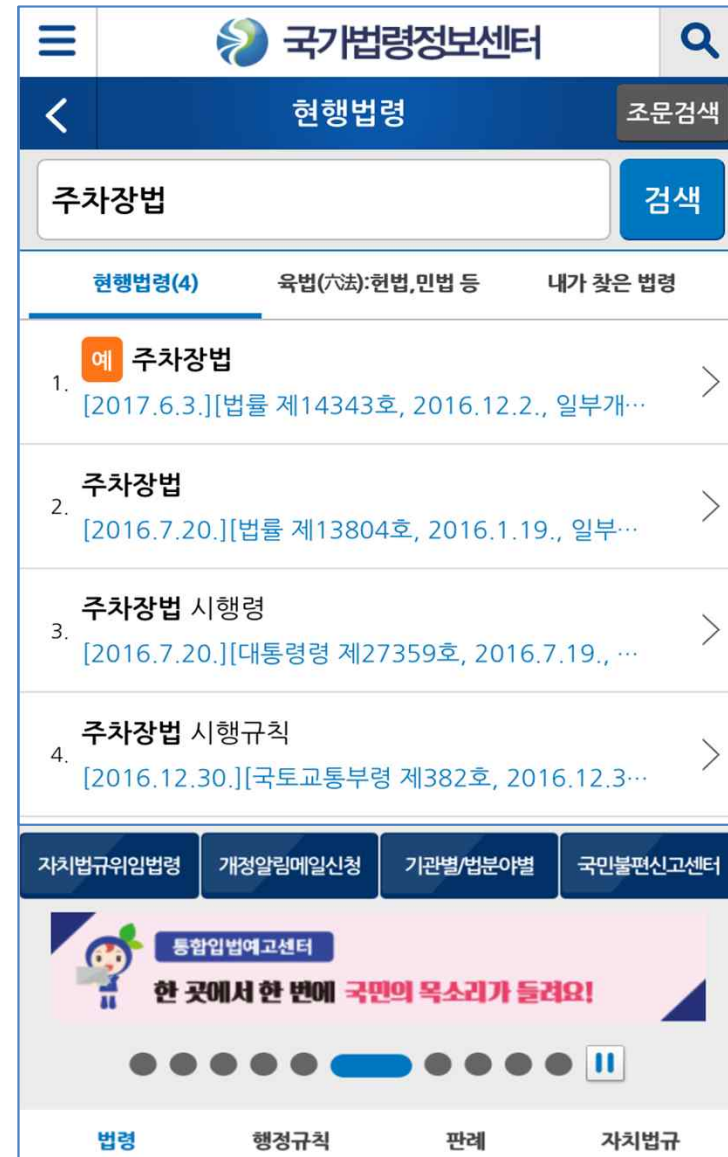 국가법령정보센터
현행법령
조문검색
주차장법
검색
현행법령(4) 육법(六法):헌법,민법 등 내가 찾은 법령
1. 예 주차장법
[2017.6.3.][법률 제14343호, 2016.12.2., 일부개…
2. 주차장법
[2016.7.20.][법률 제13804호, 2016.1.19., 일부…
3. 주차장법 시행령
[2016.7.20.][대통령령 제27359호, 2016.7.19., …
4. 주차장법 시행규칙
[2016.12.30.][국토교통부령 제382호, 2016.12.3…
자치법규위임법령 개정알림메일신청 기관별/법분야별 국민불편신고센터
통합입법예고센터
한 곳에서 한 번에 국민의 목소리가 들려요!
법령 행정규칙 판례 자치법규